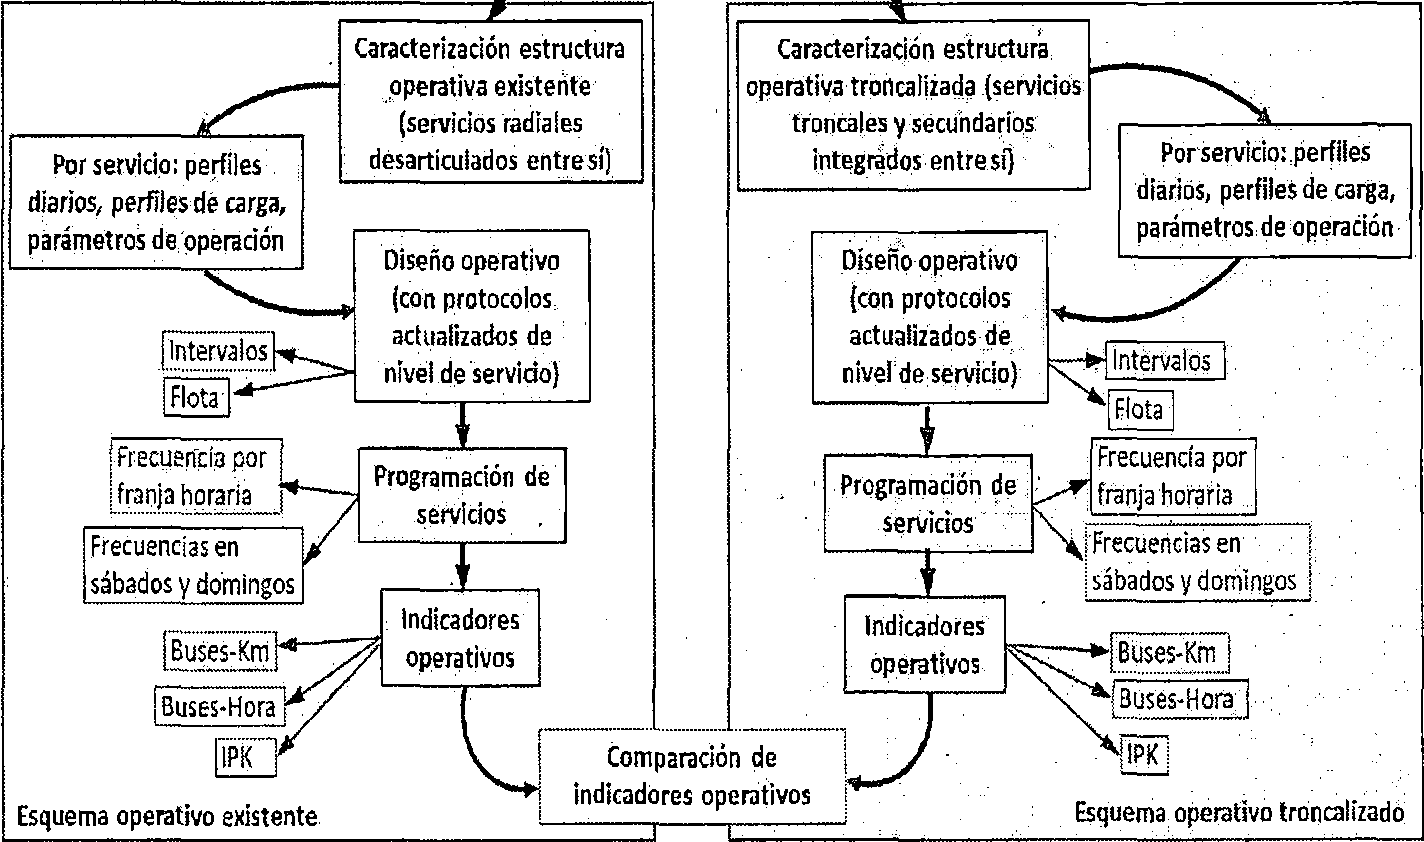 Caracterización estructura
operativa existente
(servicios radiales
desarticulados entre sí)
Por servicio: perfiles
diarios, perfiles de carga,
parámetros de operación
Diseño operativo
(con protocolos
actualizados de
nivel de servicio)
Intervalos
Flota
Programación de
servicios
Frecuencia por
franja horaria
Frecuencias en
sábados y domingos
Indicadores
operativos
Buses-Km
Buses-Hora
IPK
Esquema operativo existente
Caracterización estructura
operativa troncalizada (servicios
troncales y secundarios
integrados entre sí)
Por servicio: perfiles
diarios, perfiles de carga,
parámetros de operación
Diseño operativo
(con protocolos
actualizados de
nivel de servicio)
Intervalos
Flota
Programación de
servicios
Frecuencia por
franja horaria
Frecuencias en
sábados y domingos
Indicadores
operativos
Buses-Km
Buses-Hora
IPK
Comparación de
indicadores operativos
Esquema operativo troncalizado